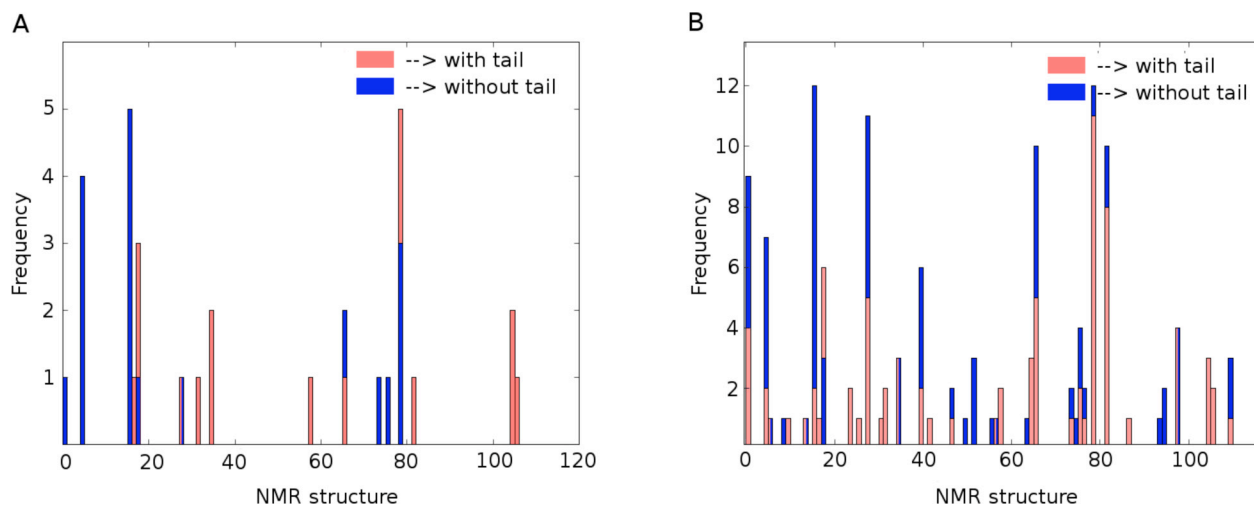 A
--> with tail
--> without tail
5
4
3
2
1
Frequency
0 20 40 60 80 100 120
NMR structure
B
--> with tail
--> without tail
12
10
8
6
4
2
Frequency
0 20 40 60 80 100
NMR structure